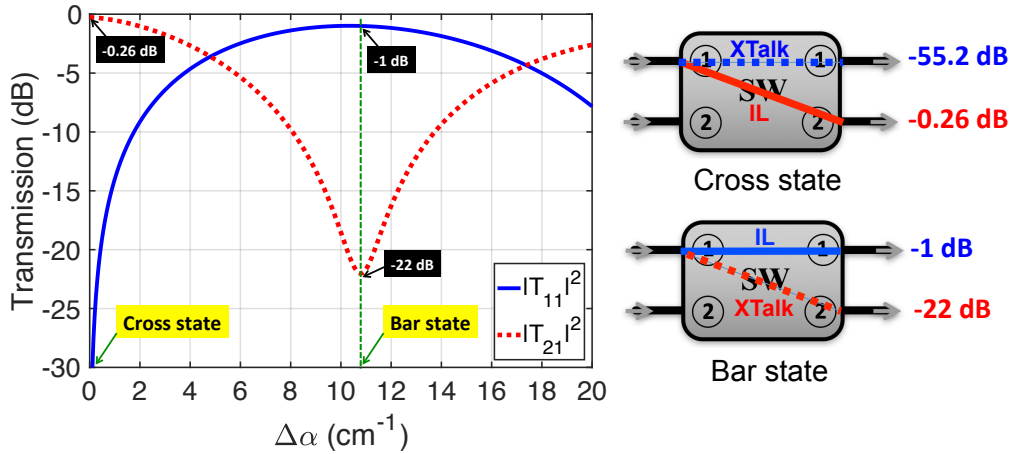 Transmission (dB)
0
-5
-10
-15
-20
-25
-30
-0.26 dB
-1 dB
-22 dB
Cross state
Bar state
|T11|²
|T21|²
0 2 4 6 8 10 12 14 16 18 20
Δα (cm⁻¹)
1 XTalk 1 -55.2 dB
SW
2 IL 2 -0.26 dB
Cross state
IL
1 1 -1 dB
SW
2 XTalk 2 -22 dB
Bar state